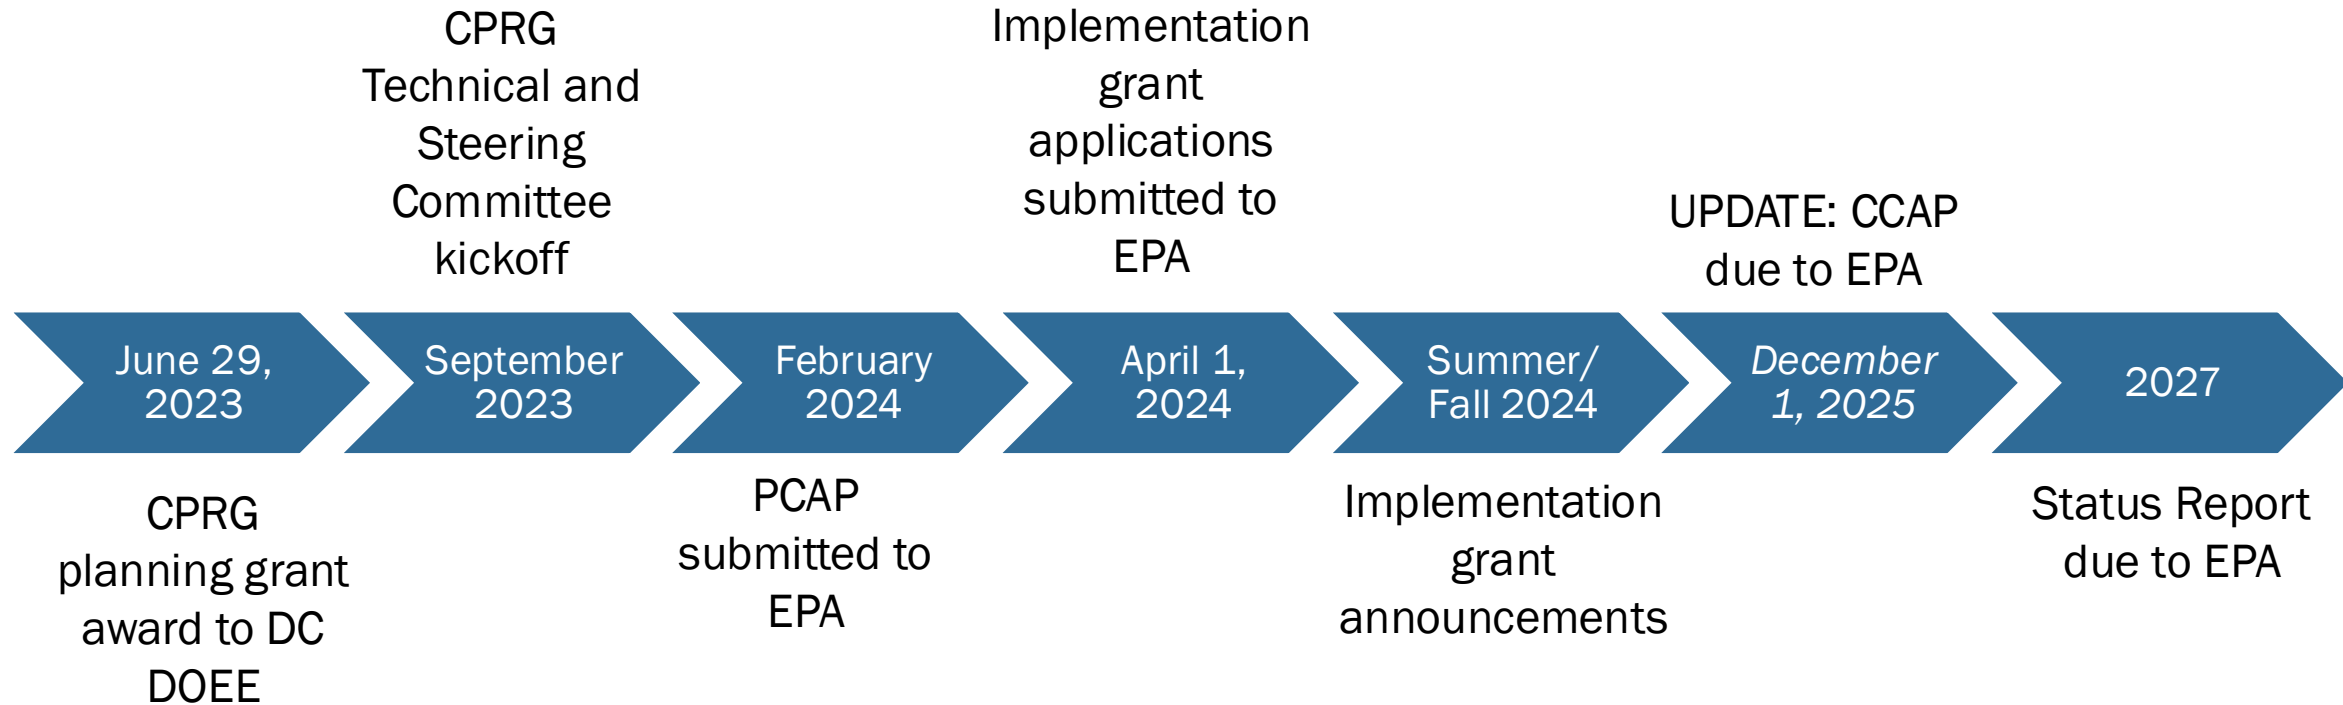 CPRG
Technical and
Steering
Committee
kickoff
Implementation
grant
applications
submitted to
EPA
UPDATE: CCAP
due to EPA
June 29,
2023
September
2023
February
2024
April 1,
2024
Summer/
Fall 2024
December
1, 2025
2027
CPRG
planning grant
award to DC
DOEE
PCAP
submitted to
EPA
Implementation
grant
announcements
Status Report
due to EPA